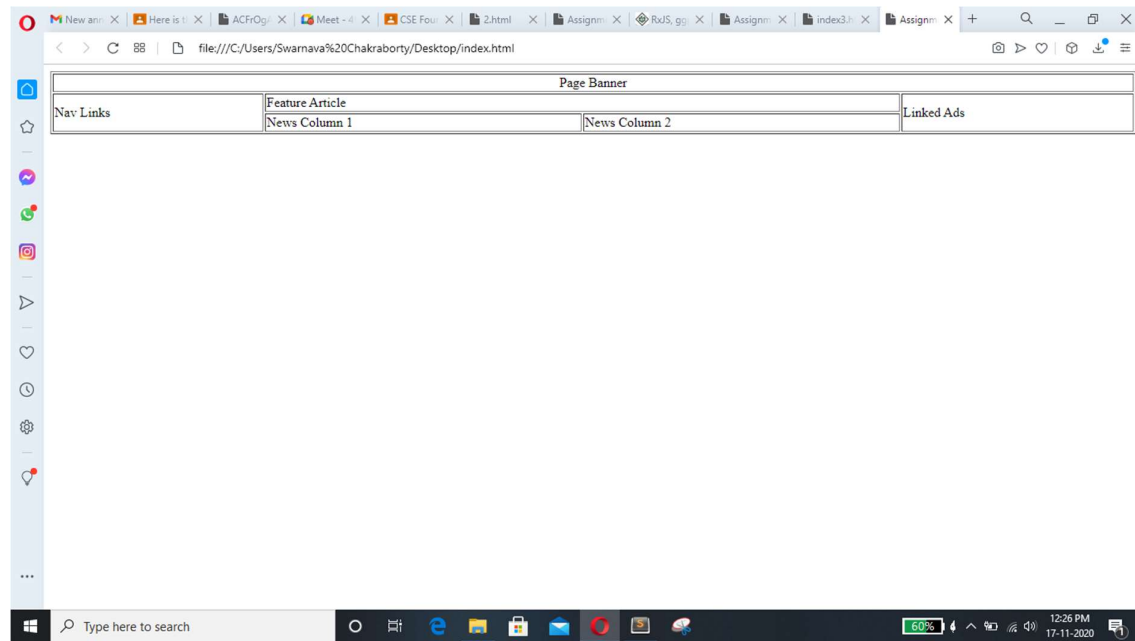 New ann Here is t ACFrOgA Meet - 4 CSE Four 2.html Assignm RxJS, gg Assignm index3.h Assignm
file:///C:/Users/Swarnava%20Chakraborty/Desktop/index.html
Page Banner
Nav Links
Feature Article
News Column 1 News Column 2
Linked Ads
Type here to search
60%
12:26 PM
17-11-2020